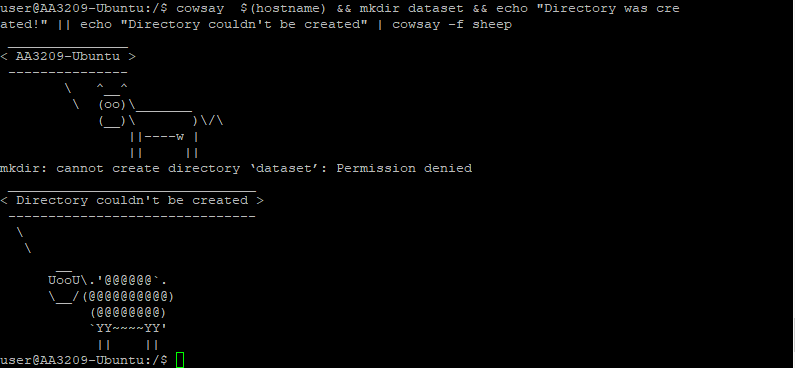 user@AA3209-Ubuntu:/$ cowsay  $(hostname) && mkdir dataset && echo "Directory was cre
ated!" || echo "Directory couldn't be created" | cowsay -f sheep
 _______________
< AA3209-Ubuntu >
 ---------------
        \   ^__^
         \  (oo)\_______
            (__)\       )\/\
                ||----w |
                ||     ||
mkdir: cannot create directory ‘dataset’: Permission denied
 _______________________________
< Directory couldn't be created >
 -------------------------------
  \
   \
       __
      UooU\.'@@@@@@`.
      \__/(@@@@@@@@@@)
           (@@@@@@@@)
           `YY~~~~YY'
            ||    ||
user@AA3209-Ubuntu:/$